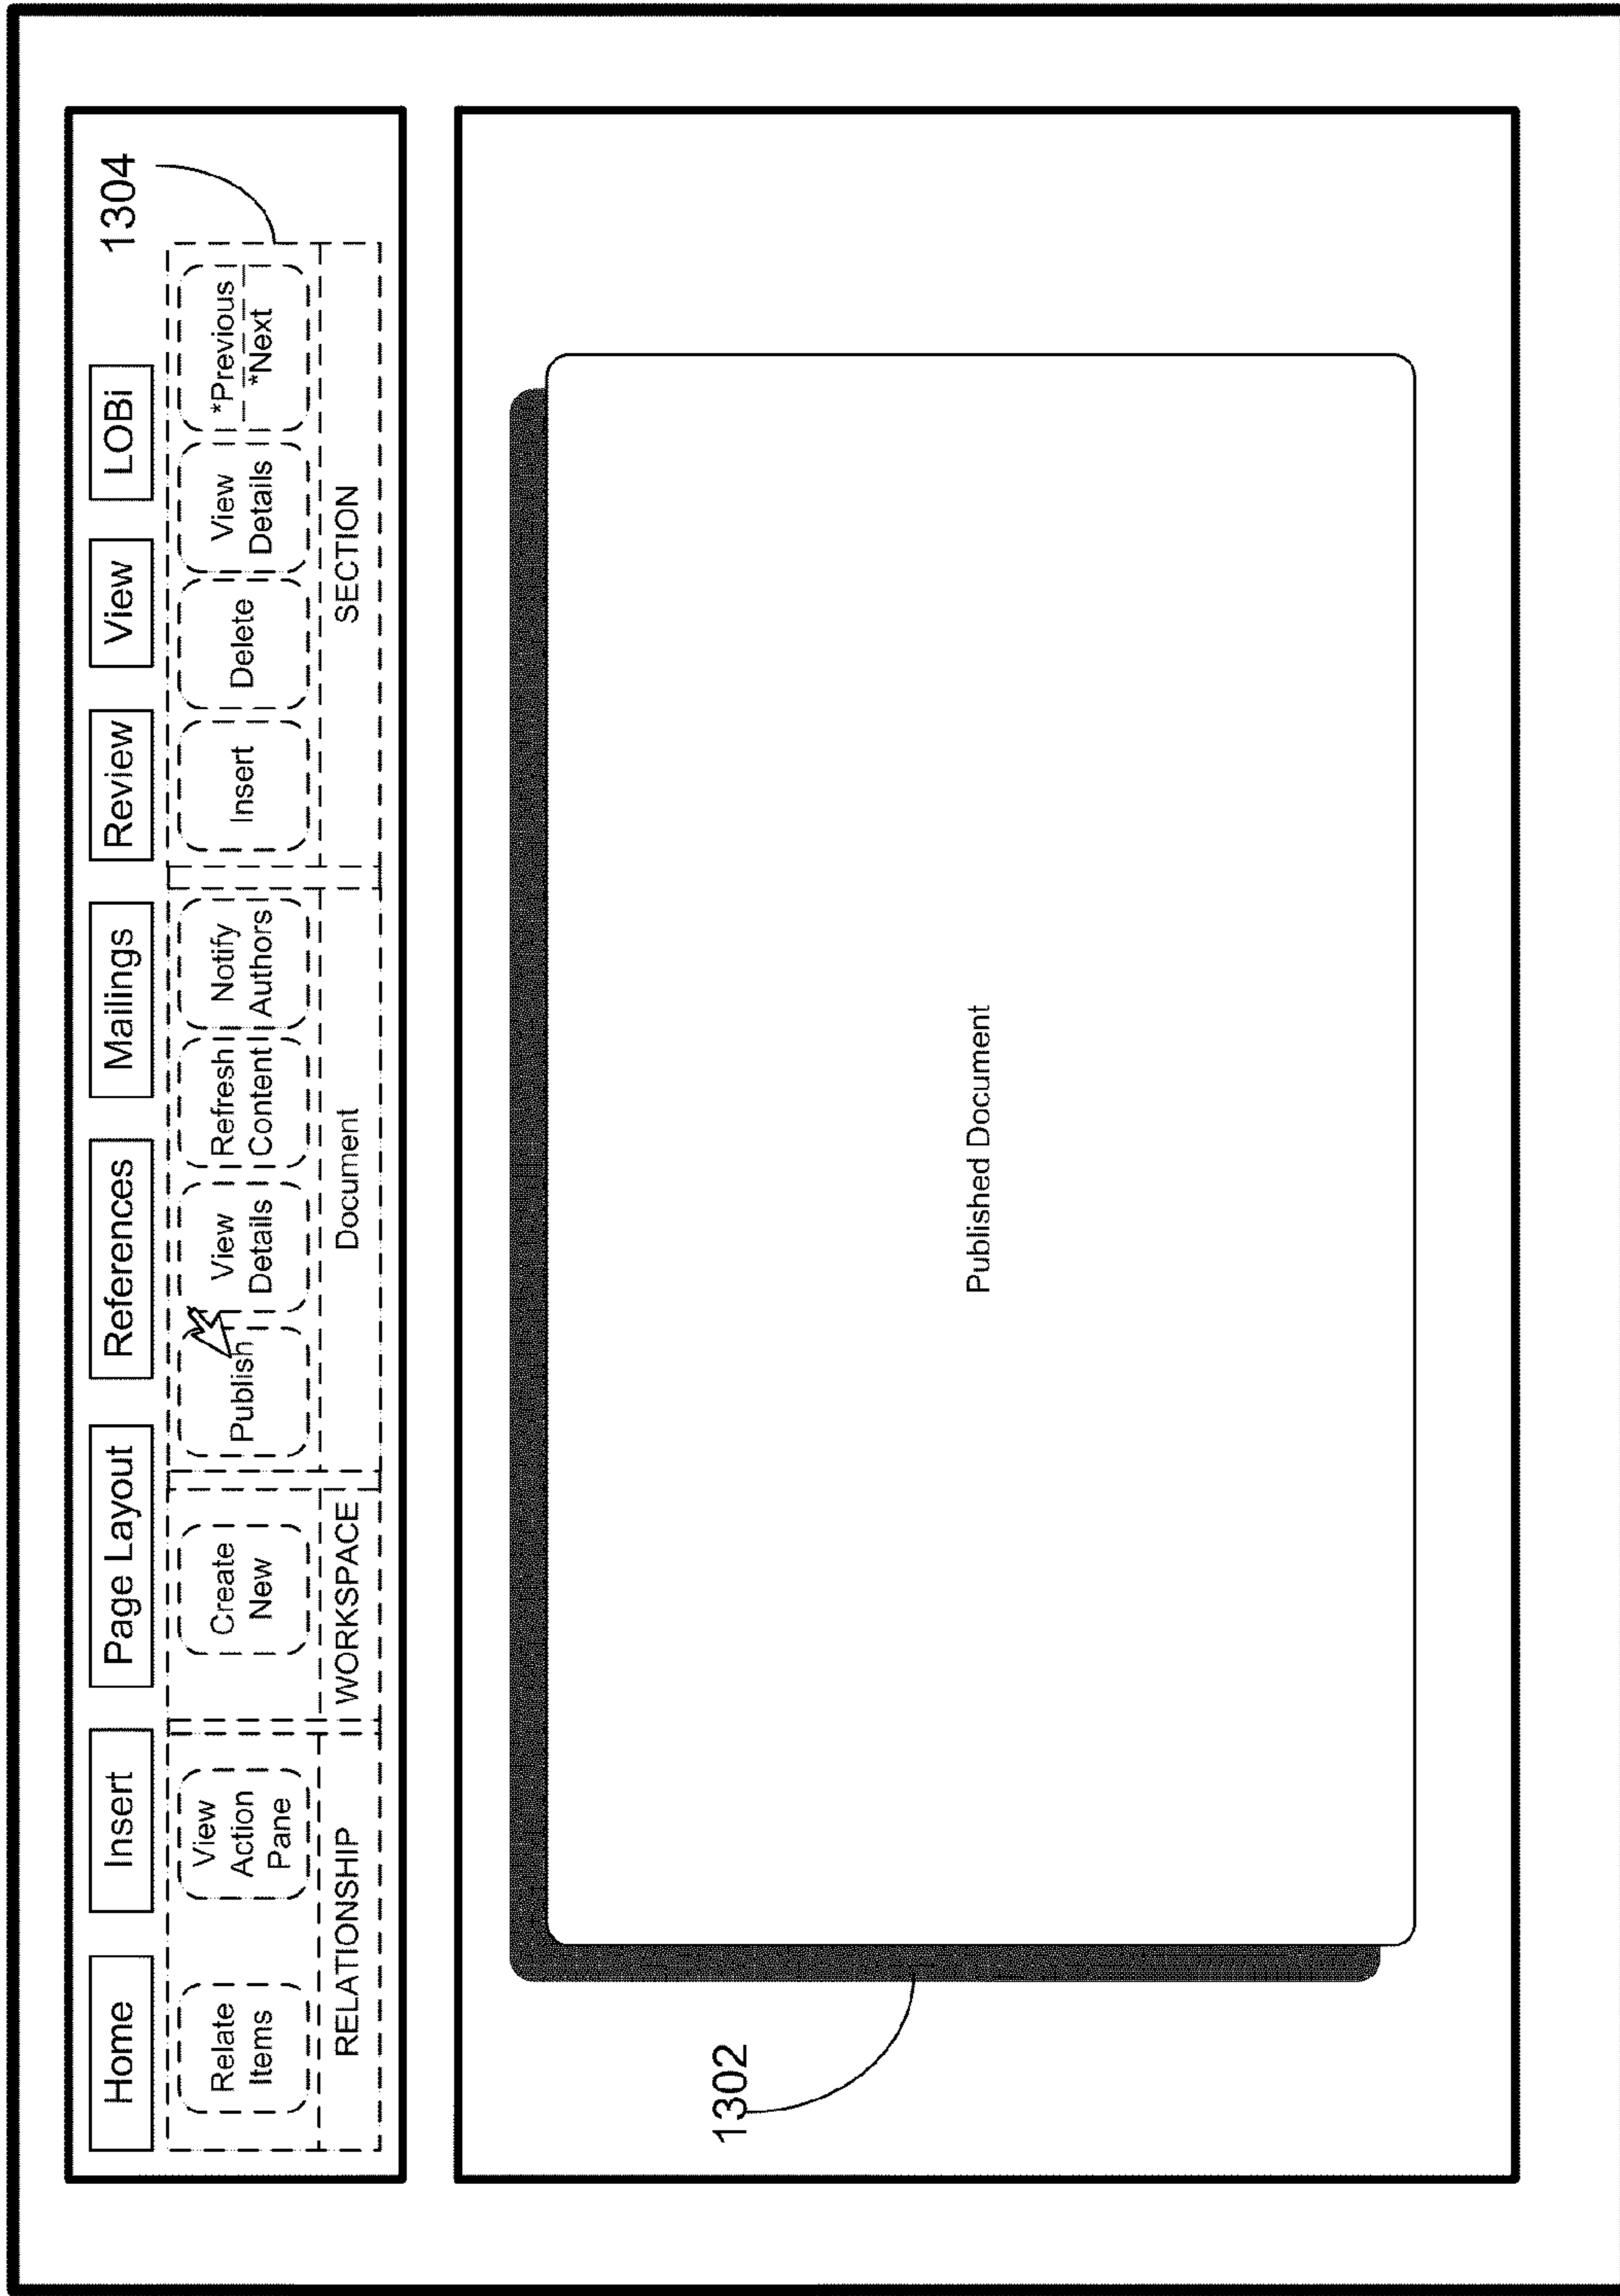 Home Insert Page Layout References Mailings Review View LOBi
1304
Relate
Items
View
Action
Pane
RELATIONSHIP
Create
New
WORKSPACE
Publish
View
Details
Refresh
Content
Notify
Authors
Document
Insert
Delete
View
Details
*Previous
*Next
SECTION
1302
Published Document